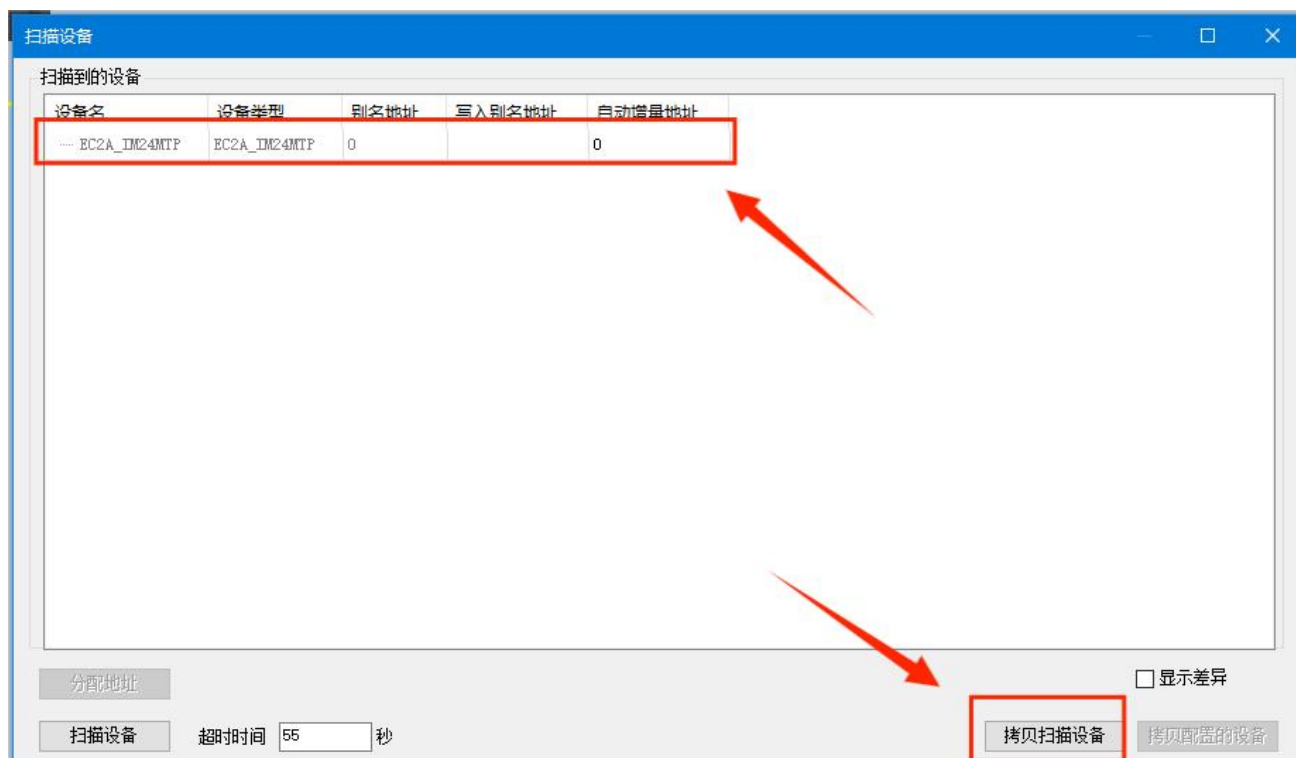 扫描设备
扫描到的设备
设备名 设备类型 别名地址 写入别名地址 自动增量地址
EC2A_IM24MTP EC2A_IM24MTP 0 0
分配地址
显示差异
扫描设备 超时时间 55 秒 拷贝扫描设备 拷贝配置的设备